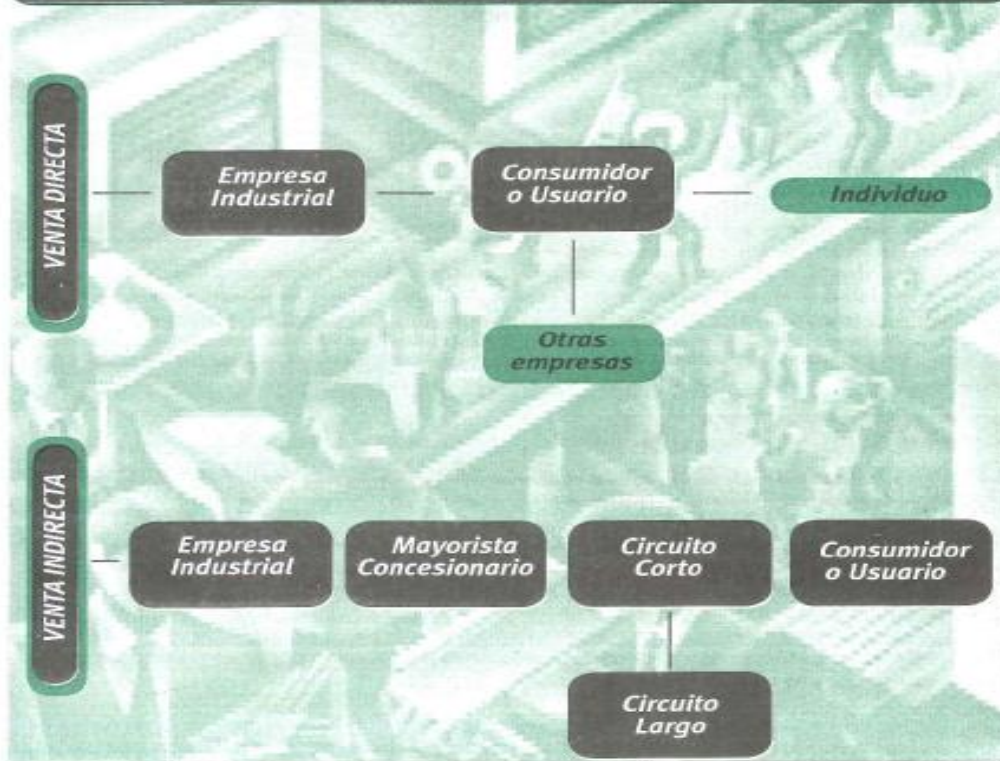 VENTA DIRECTA
Empresa
Industrial
Consumidor
o Usuario
Individuo
Otras
empresas
VENTA INDIRECTA
Empresa
Industrial
Mayorista
Concesionario
Circuito
Corto
Consumidor
o Usuario
Circuito
Largo